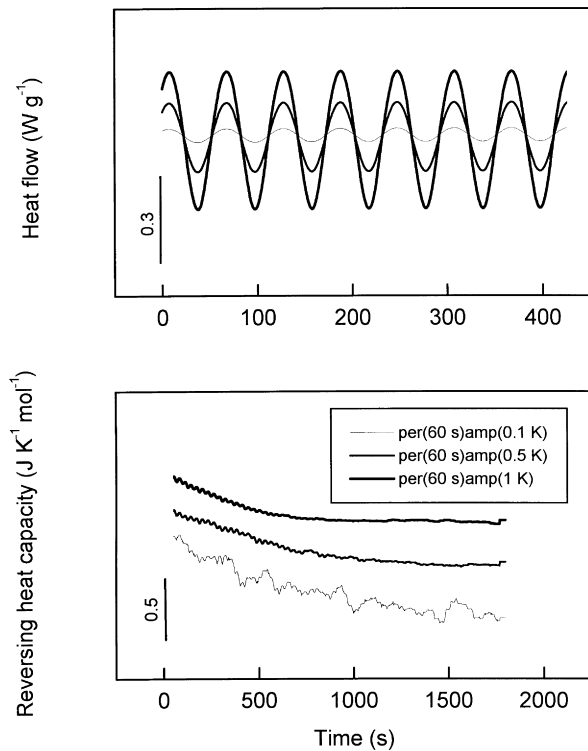 Heat flow (W g⁻¹)
0.3
0 100 200 300 400
Reversing heat capacity (J K⁻¹ mol⁻¹)
per(60 s)amp(0.1 K)
per(60 s)amp(0.5 K)
per(60 s)amp(1 K)
0.5
0 500 1000 1500 2000
Time (s)